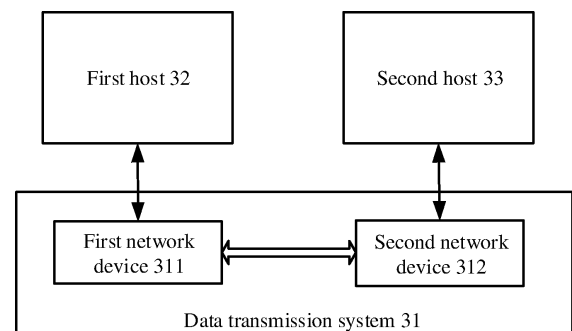 First host 32
Second host 33
First network
device 311
Second network
device 312
Data transmission system 31